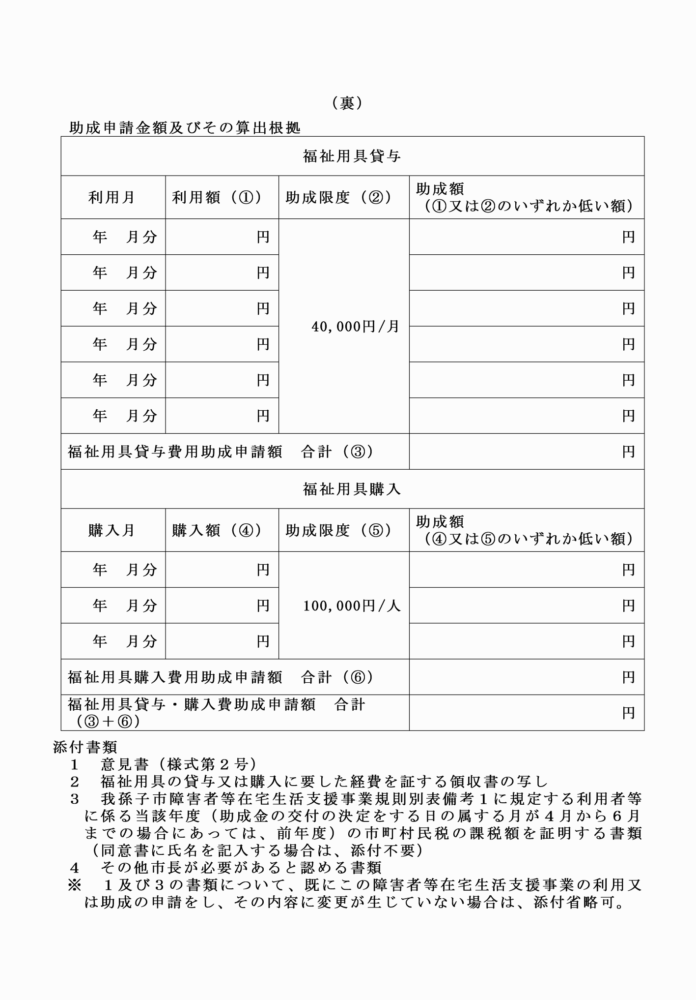 （裏）
助成申請金額及びその算出根拠
福祉用具貸与
利用月 利用額（①） 助成限度（②） 助成額
（①又は②のいずれか低い額）
年　月分 円 円
年　月分 円 円
年　月分 円 円
40,000円/月
年　月分 円 円
年　月分 円 円
年　月分 円 円
福祉用具貸与費用助成申請額　合計（③） 円
福祉用具購入
購入月 購入額（④） 助成限度（⑤） 助成額
（④又は⑤のいずれか低い額）
年　月分 円 円
年　月分 円 100,000円/人 円
年　月分 円 円
福祉用具購入費用助成申請額　合計（⑥） 円
福祉用具貸与・購入費助成申請額　合計
（③＋⑥） 円
添付書類
１　意見書（様式第２号）
２　福祉用具の貸与又は購入に要した経費を証する領収書の写し
３　我孫子市障害者等在宅生活支援事業規則別表備考１に規定する利用者等
に係る当該年度（助成金の交付の決定をする日の属する月が４月から６月
までの場合にあっては、前年度）の市町村民税の課税額を証明する書類
（同意書に氏名を記入する場合は、添付不要）
４　その他市長が必要があると認める書類
※　１及び３の書類について、既にこの障害者等在宅生活支援事業の利用又
は助成の申請をし、その内容に変更が生じていない場合は、添付省略可。